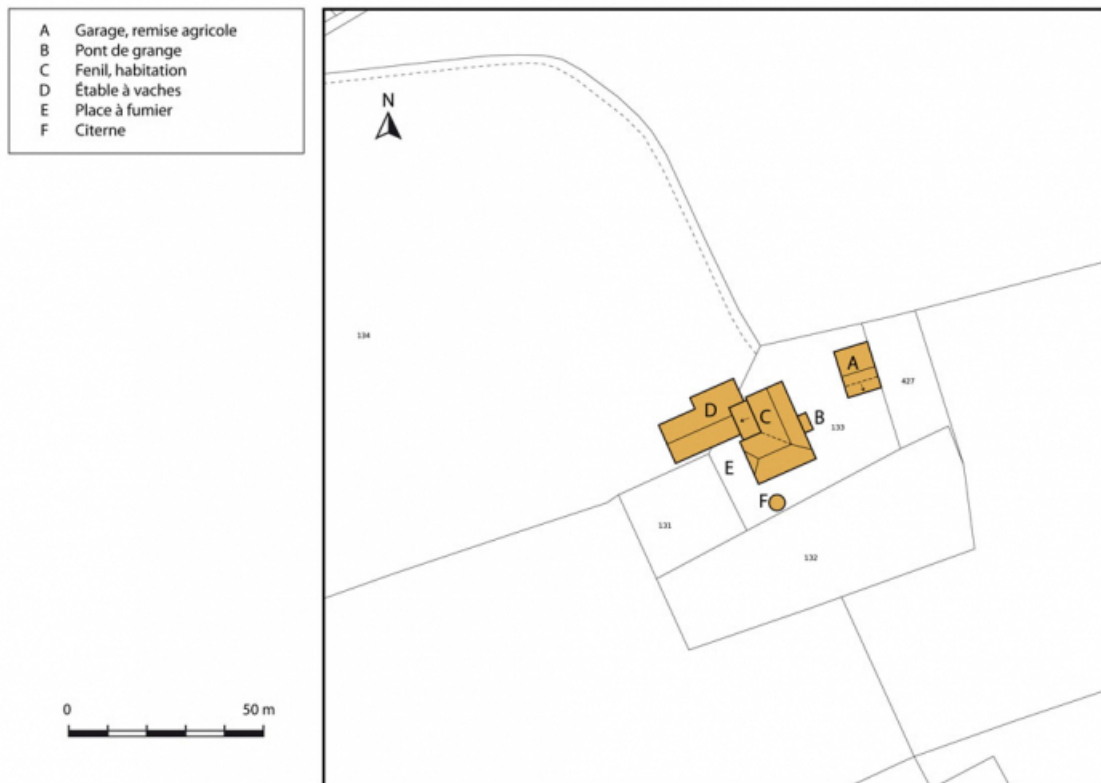 A Garage, remise agricole
B Pont de grange
C Fenil, habitation
D Étable à vaches
E Place à fumier
F Citerne
N
134
A
427
D
C
B
133
E
F
131
132
0 50 m